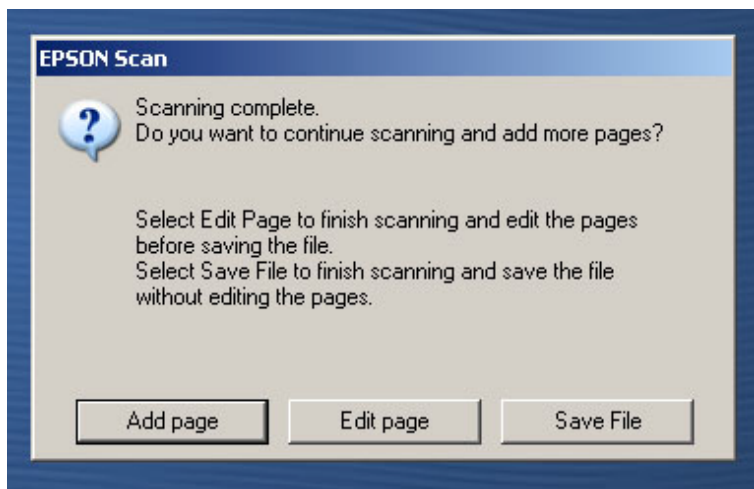 EPSON Scan
Scanning complete.
Do you want to continue scanning and add more pages?
Select Edit Page to finish scanning and edit the pages
before saving the file.
Select Save File to finish scanning and save the file
without editing the pages.
Add page
Edit page
Save File